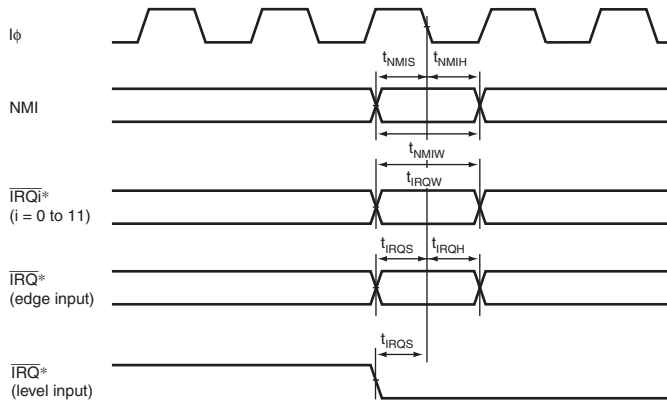 Iϕ
tNMIS tNMIH
NMI
tNMIW
tIRQW
IRQi*
(i = 0 to 11)
tIRQS tIRQH
IRQ*
(edge input)
tIRQS
IRQ*
(level input)